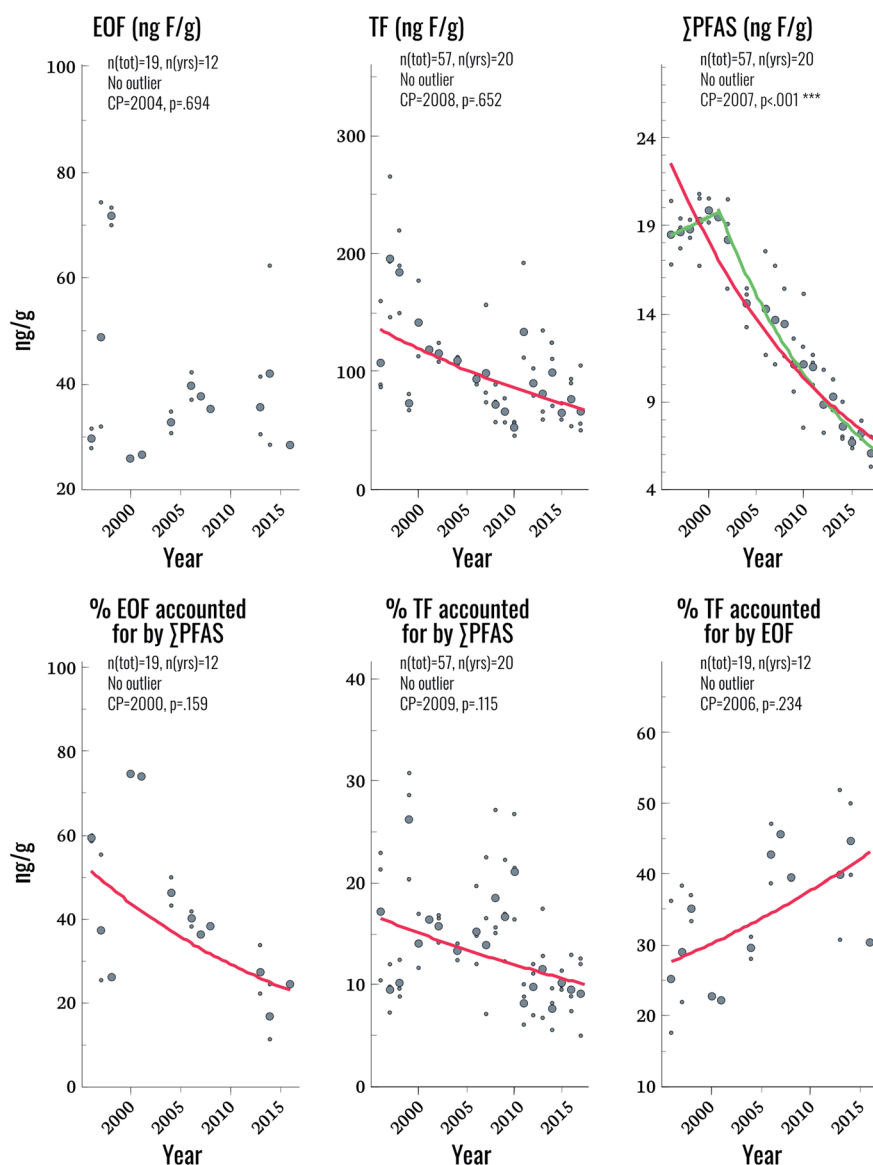 EOF (ng F/g)
n(tot)=19, n(yrs)=12
No outlier
CP=2004, p=.694
100
80
60
40
20
ng/g
2000
2005
2010
2015
Year
TF (ng F/g)
n(tot)=57, n(yrs)=20
No outlier
CP=2008, p=.652
300
200
100
0
2000
2005
2010
2015
Year
∑PFAS (ng F/g)
n(tot)=57, n(yrs)=20
No outlier
CP=2007, p<.001 ***
24
19
14
9
4
2000
2005
2010
2015
Year
% EOF accounted
for by ∑PFAS
n(tot)=19, n(yrs)=12
No outlier
CP=2000, p=.159
100
80
60
40
20
0
ng/g
2000
2005
2010
2015
Year
% TF accounted
for by ∑PFAS
n(tot)=57, n(yrs)=20
No outlier
CP=2009, p=.115
40
30
20
10
0
2000
2005
2010
2015
Year
% TF accounted
for by EOF
n(tot)=19, n(yrs)=12
No outlier
CP=2006, p=.234
60
50
40
30
20
10
2000
2005
2010
2015
Year